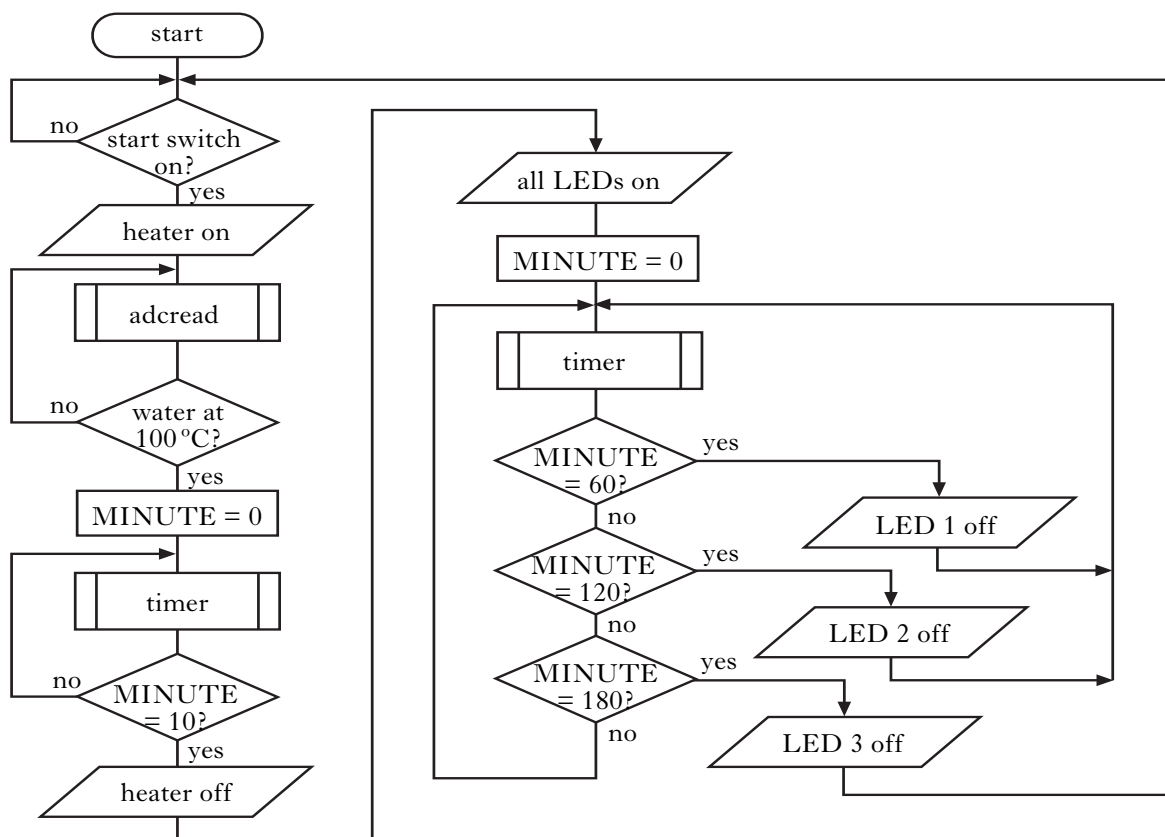 start
no
start switch
on?
yes
heater on
adcread
no
water at
100 ºC?
yes
MINUTE = 0
timer
no
MINUTE
= 10?
yes
heater off
all LEDs on
MINUTE = 0
timer
MINUTE
= 60?
yes
LED 1 off
no
MINUTE
= 120?
yes
LED 2 off
no
MINUTE
= 180?
yes
LED 3 off
no